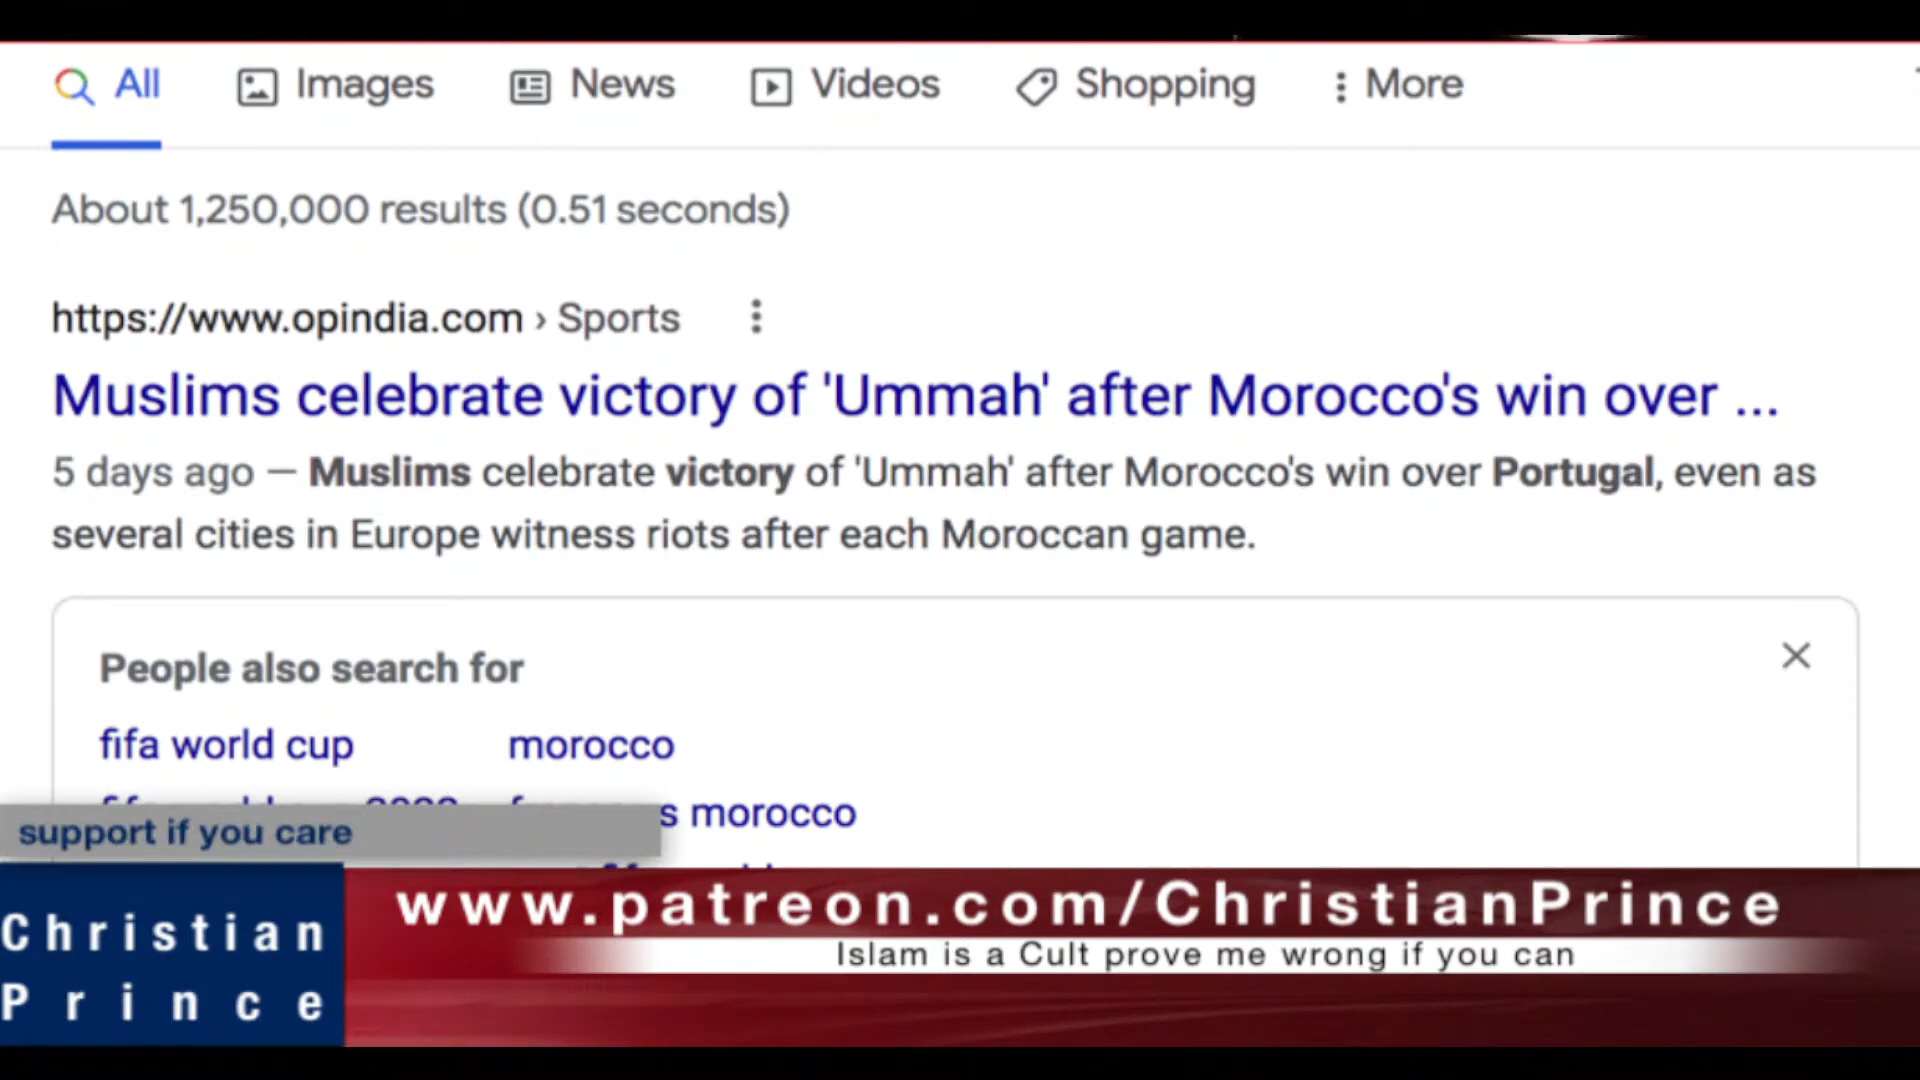 All Images News Videos Shopping More
About 1,250,000 results (0.51 seconds)
https://www.opindia.com › Sports
Muslims celebrate victory of 'Ummah' after Morocco's win over ...
5 days ago — Muslims celebrate victory of 'Ummah' after Morocco's win over Portugal, even as
several cities in Europe witness riots after each Moroccan game.
People also search for
fifa world cup morocco
s morocco
support if you care
Christian
Prince
www.patreon.com/ChristianPrince
Islam is a Cult prove me wrong if you can